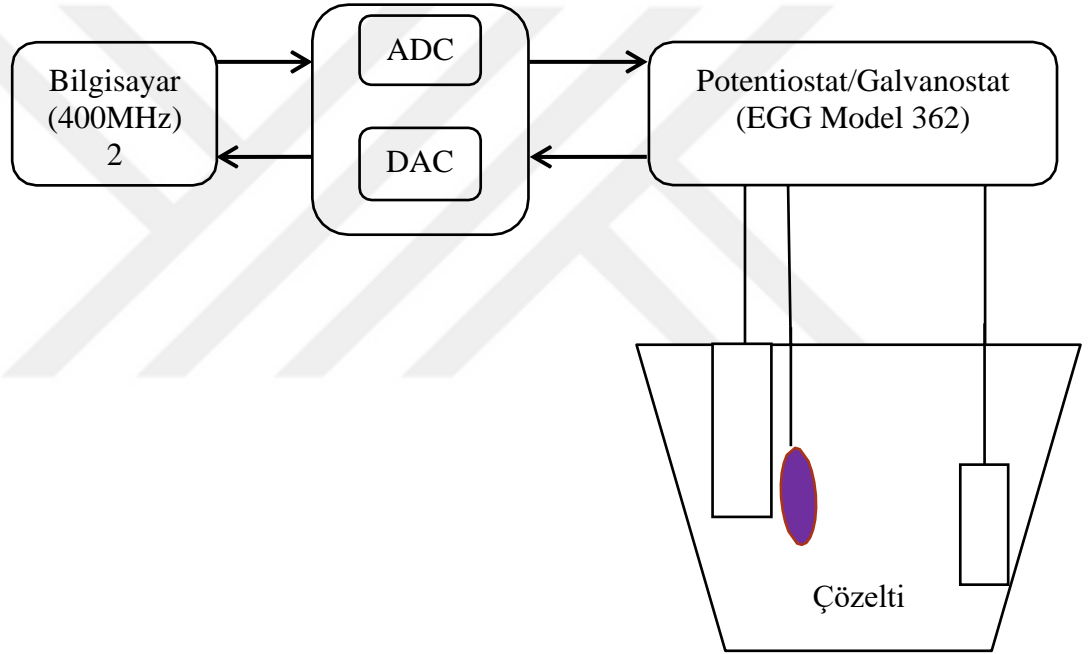 Bilgisayar
(400MHz)
2
ADC
DAC
Potentiostat/Galvanostat
(EGG Model 362)
Çözelti